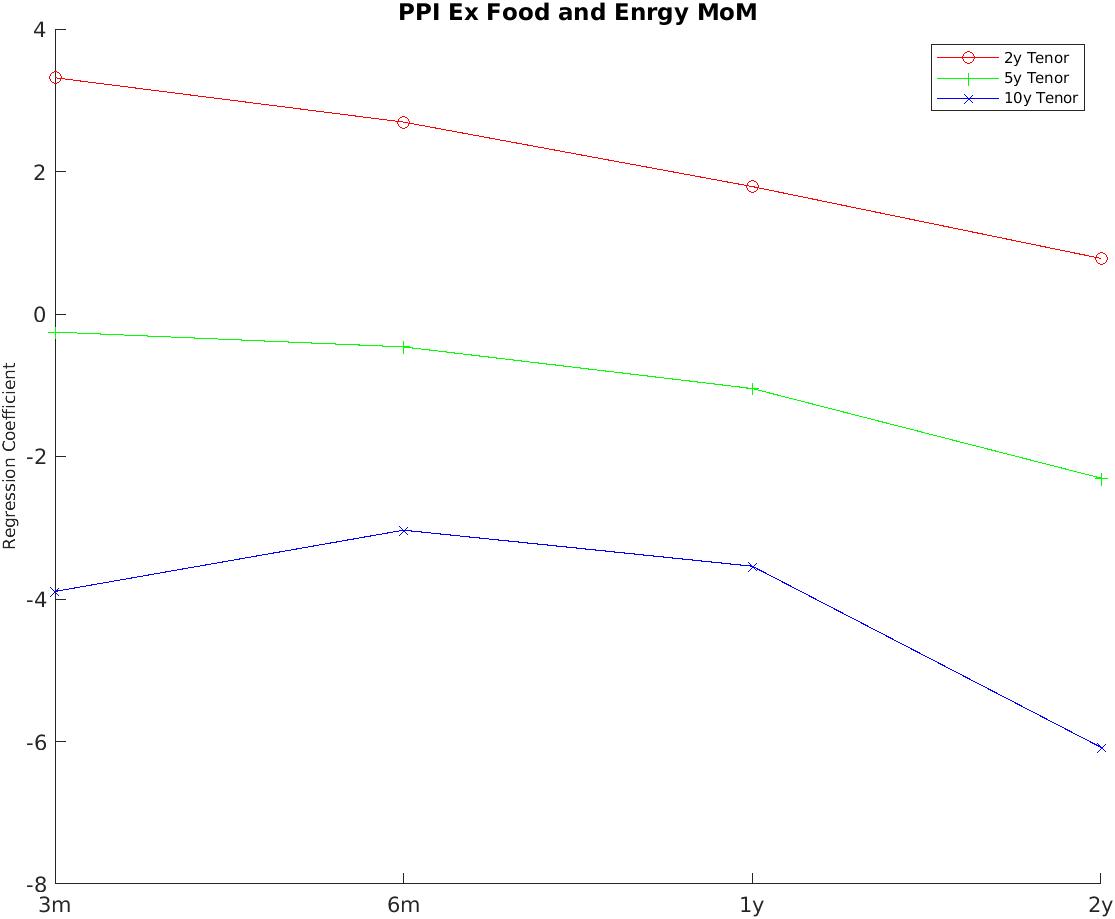 PPI Ex Food and Enrgy MoM
2y Tenor
5y Tenor
10y Tenor
Regression Coefficient
4
2
0
-2
-4
-6
-8
3m
6m
1y
2y